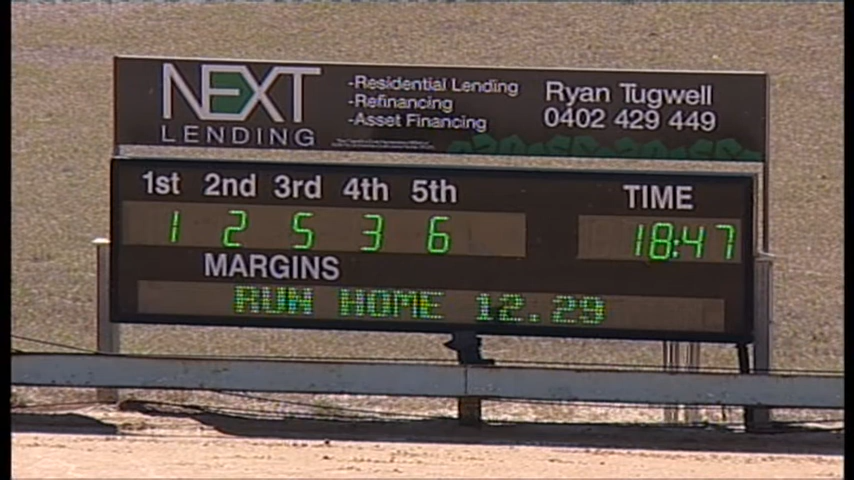 NEXT
LENDING
-Residential Lending
-Refinancing
-Asset Financing
Ryan Tugwell
0402 429 449
1st 2nd 3rd 4th 5th TIME
1 2 5 3 6 18:47
MARGINS
RUN HOME 12.29